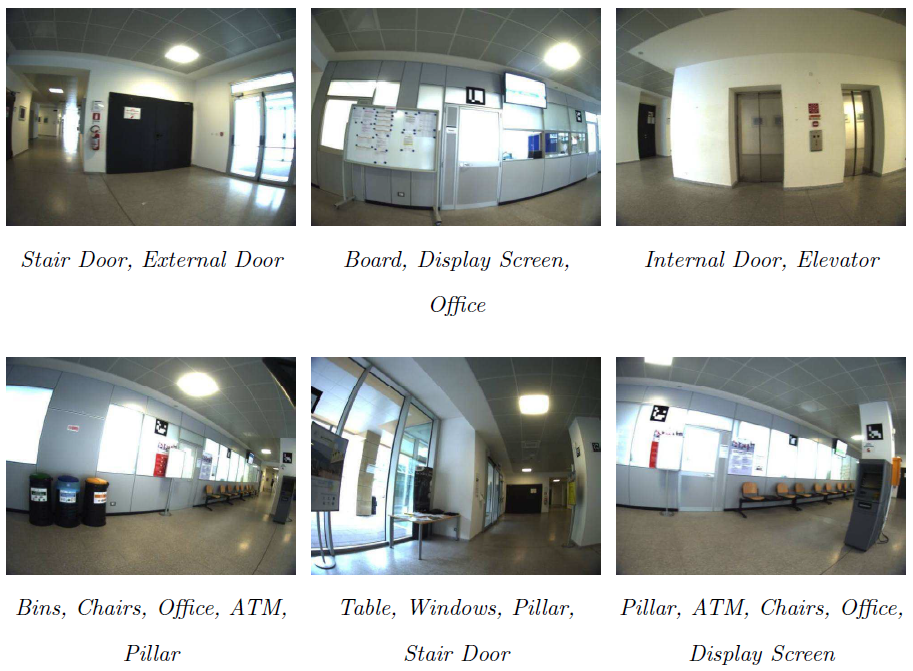 Stair Door, External Door
Board, Display Screen,
Office
Internal Door, Elevator
Bins, Chairs, Office, ATM,
Pillar
Table, Windows, Pillar,
Stair Door
Pillar, ATM, Chairs, Office,
Display Screen